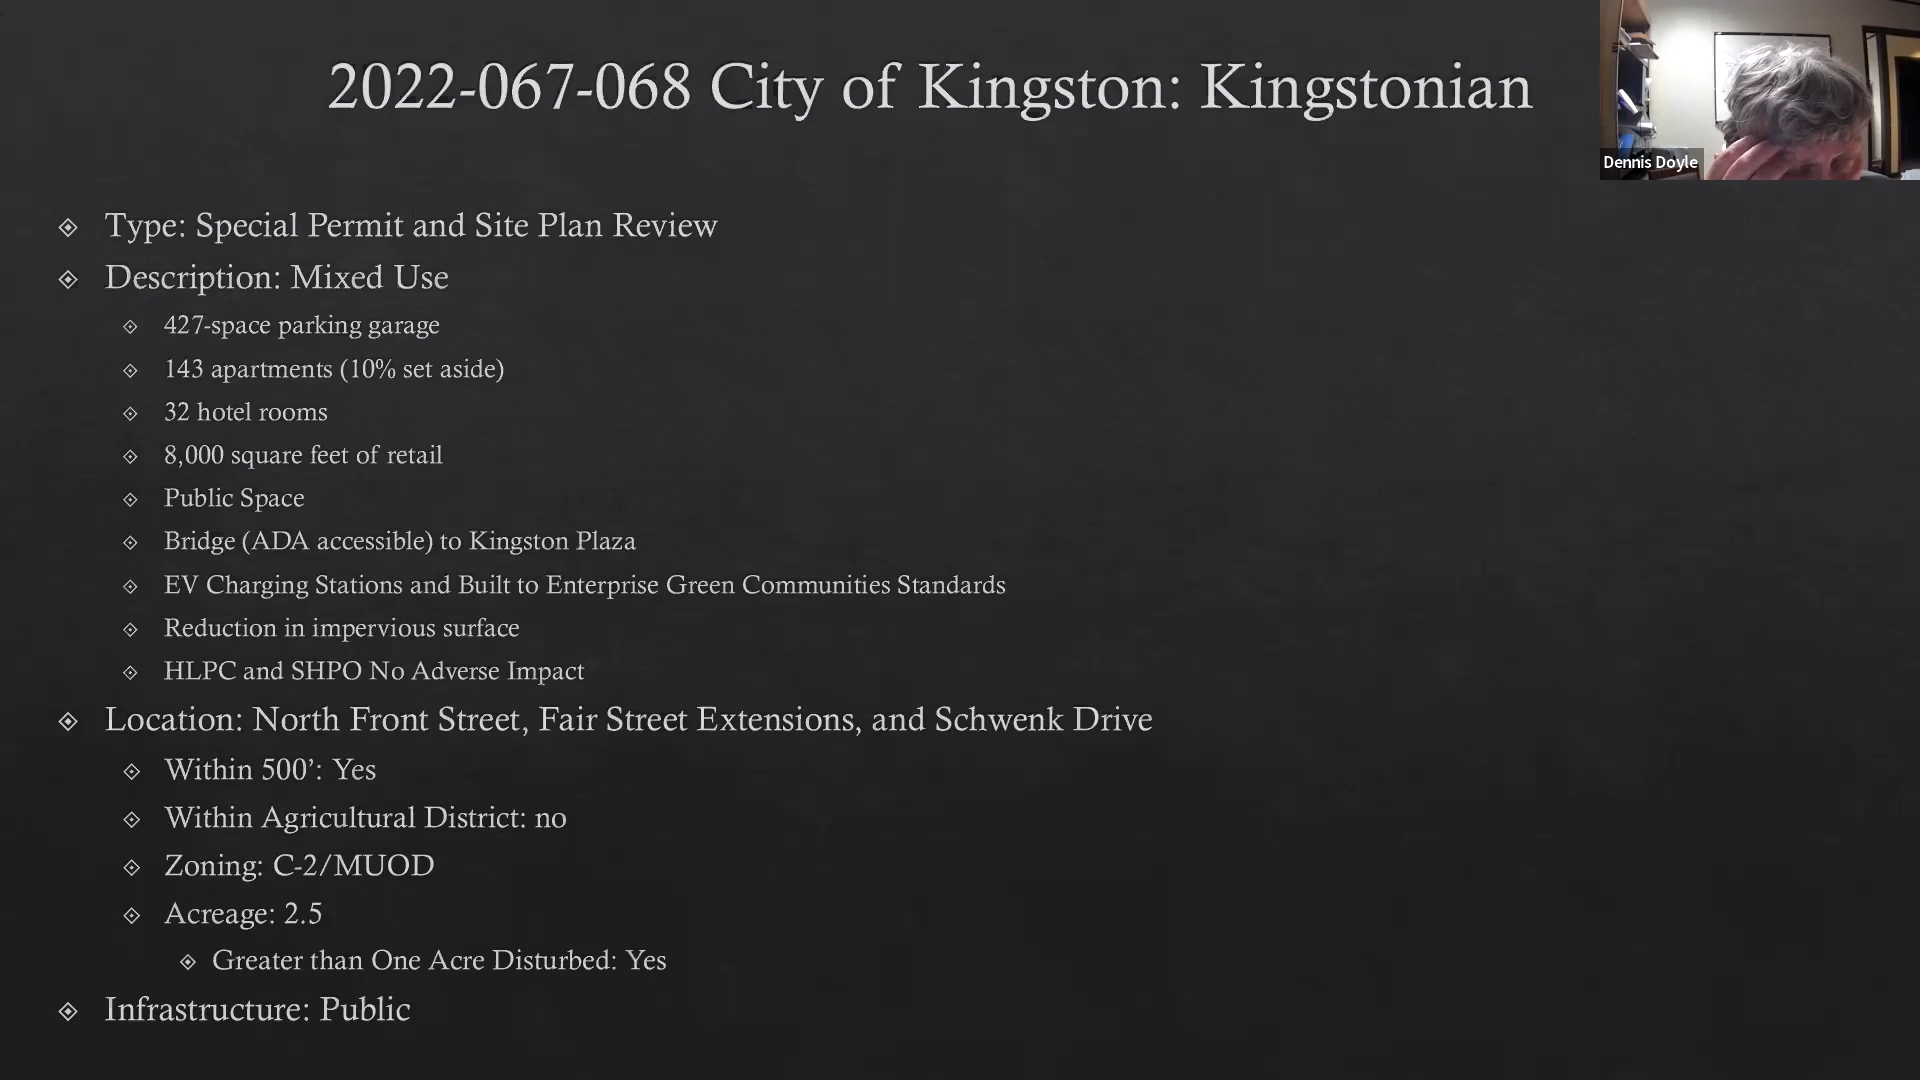 2022-067-068 City of Kingston: Kingstonian
Dennis Doyle
Type: Special Permit and Site Plan Review
Description: Mixed Use
427-space parking garage
143 apartments (10% set aside)
32 hotel rooms
8,000 square feet of retail
Public Space
Bridge (ADA accessible) to Kingston Plaza
EV Charging Stations and Built to Enterprise Green Communities Standards
Reduction in impervious surface
HLPC and SHPO No Adverse Impact
Location: North Front Street, Fair Street Extensions, and Schwenk Drive
Within 500’: Yes
Within Agricultural District: no
Zoning: C-2/MUOD
Acreage: 2.5
Greater than One Acre Disturbed: Yes
Infrastructure: Public